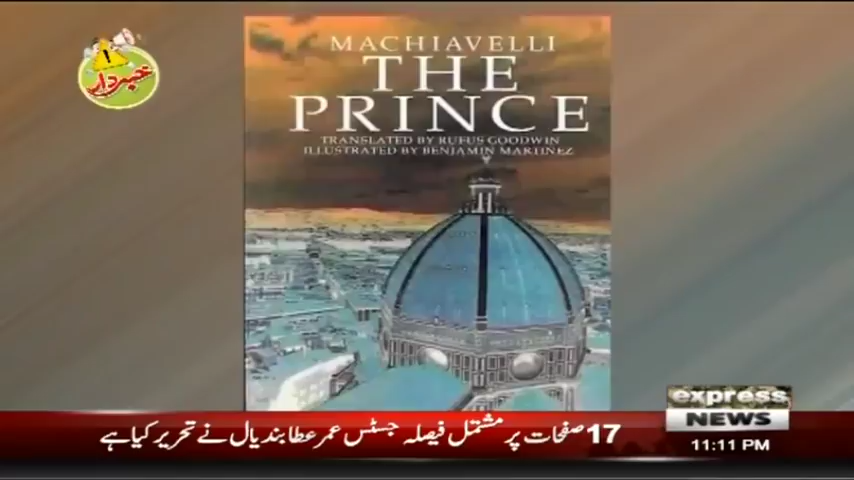 خبردار
MACHIAVELLI
THE
PRINCE
TRANSLATED BY RUFUS GOODWIN
ILLUSTRATED BY BENJAMIN MARTINEZ
express
NEWS
17 صفحات پر مشتمل فیصلہ جسٹس عمر عطا بندیال نے تحریر کیا ہے
11:11 PM